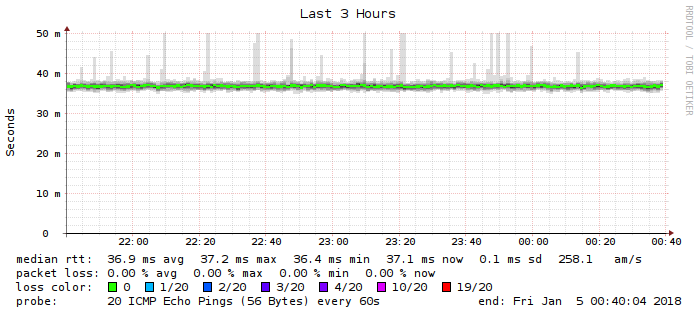 Last 3 Hours
RRDTOOL / TOBI OETIKER
Seconds
50 m
40 m
30 m
20 m
10 m
0
22:00 22:20 22:40 23:00 23:20 23:40 00:00 00:20 00:40
median rtt: 36.9 ms avg 37.2 ms max 36.4 ms min 37.1 ms now 0.1 ms sd 258.1 am/s
packet loss: 0.00 % avg 0.00 % max 0.00 % min 0.00 % now
loss color: 0 1/20 2/20 3/20 4/20 10/20 19/20
probe: 20 ICMP Echo Pings (56 Bytes) every 60s end: Fri Jan 5 00:40:04 2018